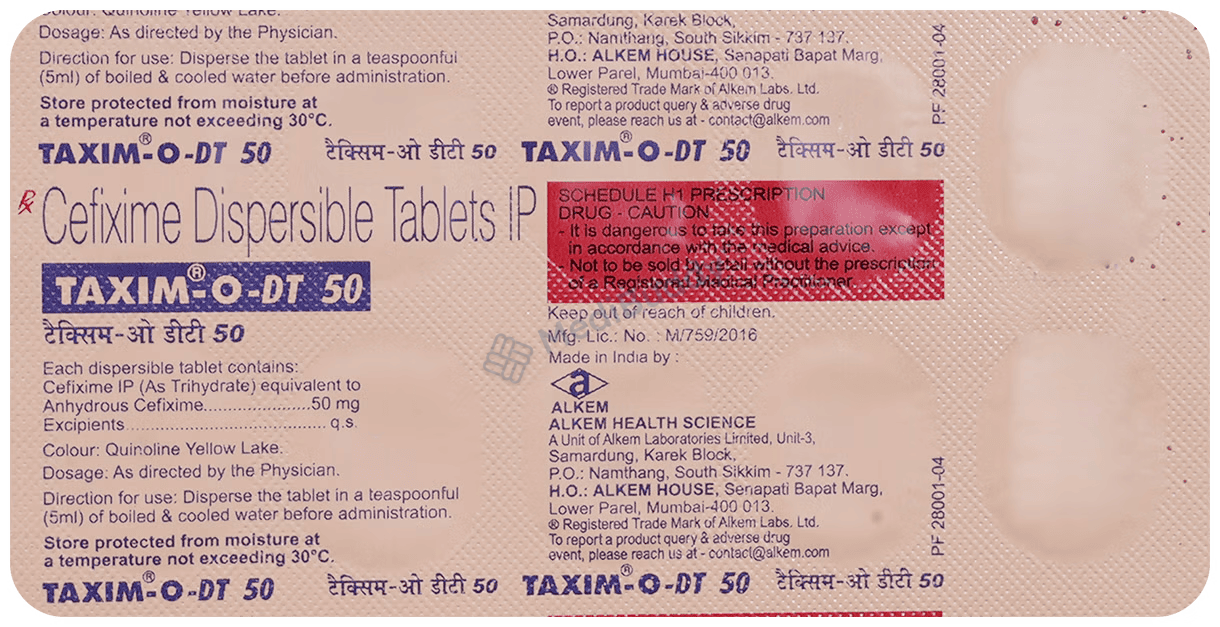 Colour: Quinoline Yellow Lake.
Dosage: As directed by the Physician.
Direction for use: Disperse the tablet in a teaspoonful
(5ml) of boiled & cooled water before administration.
Store protected from moisture at
a temperature not exceeding 30°C.
Samardung, Karek Block,
P.O.: Namthang, South Sikkim - 737 137.
H.O.: ALKEM HOUSE, Senapati Bapat Marg,
Lower Parel, Mumbai-400 013.
® Registered Trade Mark of Alkem Labs. Ltd.
To report a product query & adverse drug
event, please reach us at - contact@alkem.com
PF 28001-04
TAXIM®-O-DT 50 टैक्सिम-ओ डीटी 50 TAXIM®-O-DT 50 टैक्सिम-ओ डीटी 50
Rx Cefixime Dispersible Tablets IP
TAXIM®-O-DT 50
टैक्सिम-ओ डीटी 50
Each dispersible tablet contains:
Cefixime IP (As Trihydrate) equivalent to
Anhydrous Cefixime.....................50 mg
Excipients....................................... q.s.
Colour: Quinoline Yellow Lake.
Dosage: As directed by the Physician.
Direction for use: Disperse the tablet in a teaspoonful
(5ml) of boiled & cooled water before administration.
Store protected from moisture at
a temperature not exceeding 30°C.
SCHEDULE H1 PRESCRIPTION
DRUG - CAUTION
- It is dangerous to take this preparation except
in accordance with the medical advice.
- Not to be sold by retail without the prescription
of a Registered Medical Practitioner
Keep out of reach of children.
Mfg. Lic.: No. : M/759/2016
Made in India by :
a
ALKEM
ALKEM HEALTH SCIENCE
A Unit of Alkem Laboratories Limited, Unit-3,
Samardung, Karek Block,
P.O.: Namthang, South Sikkim - 737 137.
H.O.: ALKEM HOUSE, Senapati Bapat Marg,
Lower Parel, Mumbai-400 013.
® Registered Trade Mark of Alkem Labs. Ltd.
To report a product query & adverse drug
event, please reach us at - contact@alkem.com
PF 28001-04
TAXIM®-O-DT 50 टैक्सिम-ओ डीटी 50 TAXIM®-O-DT 50 टैक्सिम-ओ डीटी 50